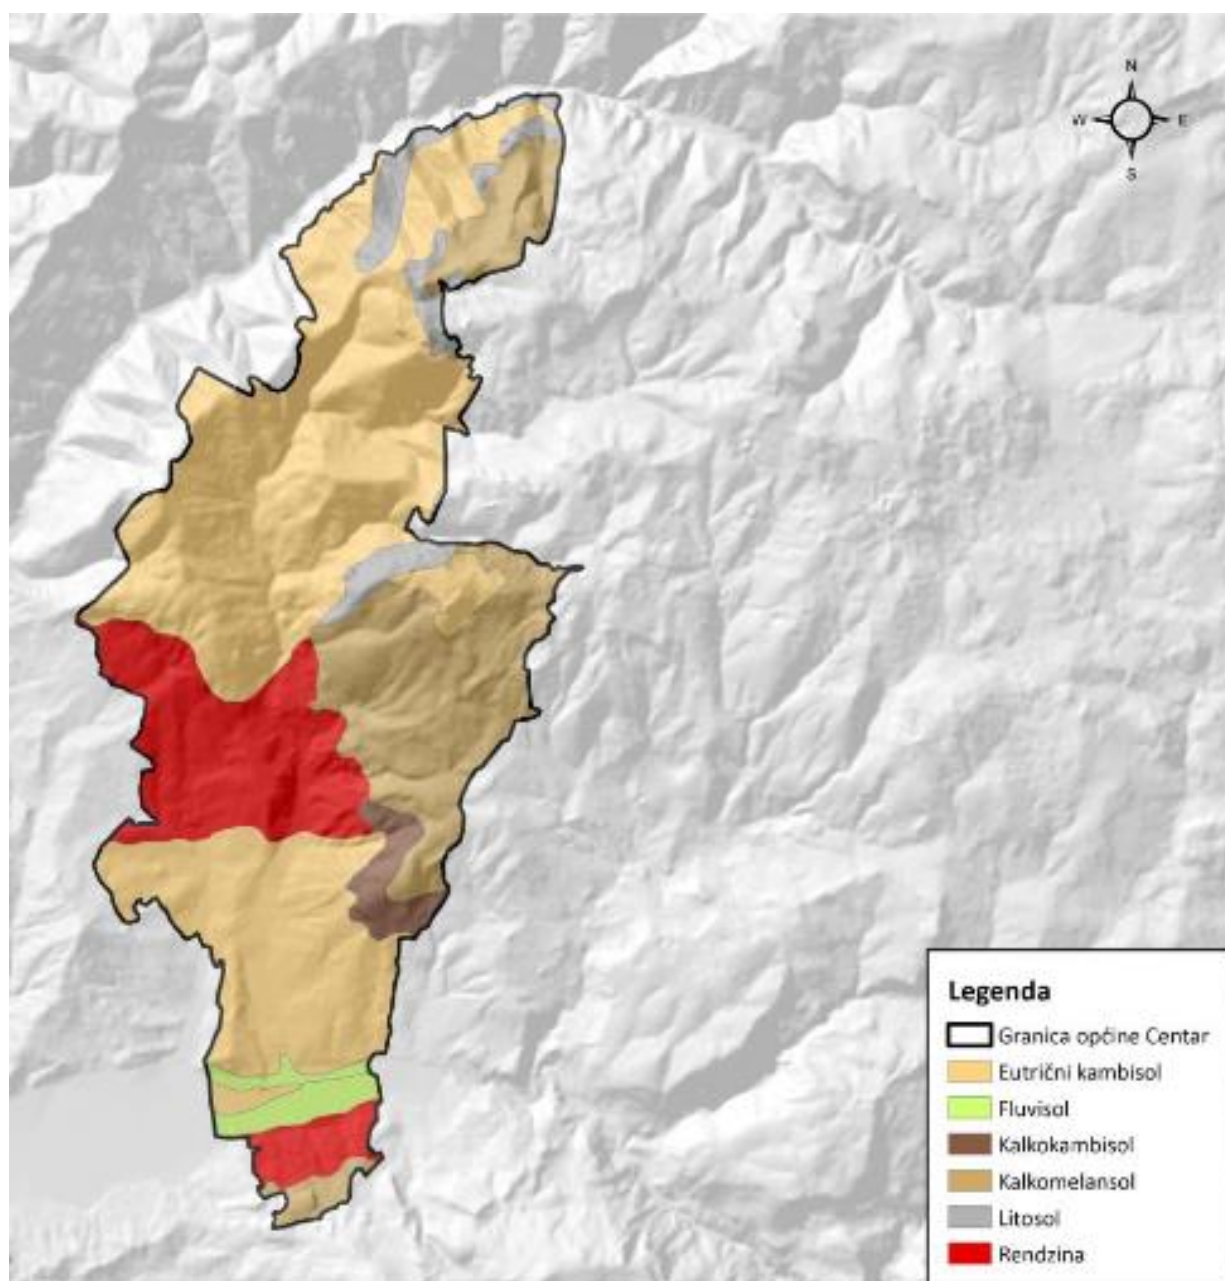 N
W E
S
Legenda
Granica općine Centar
Eutrični kambisol
Fluvisol
Kalkokambisol
Kalkomelansol
Litosol
Rendzina